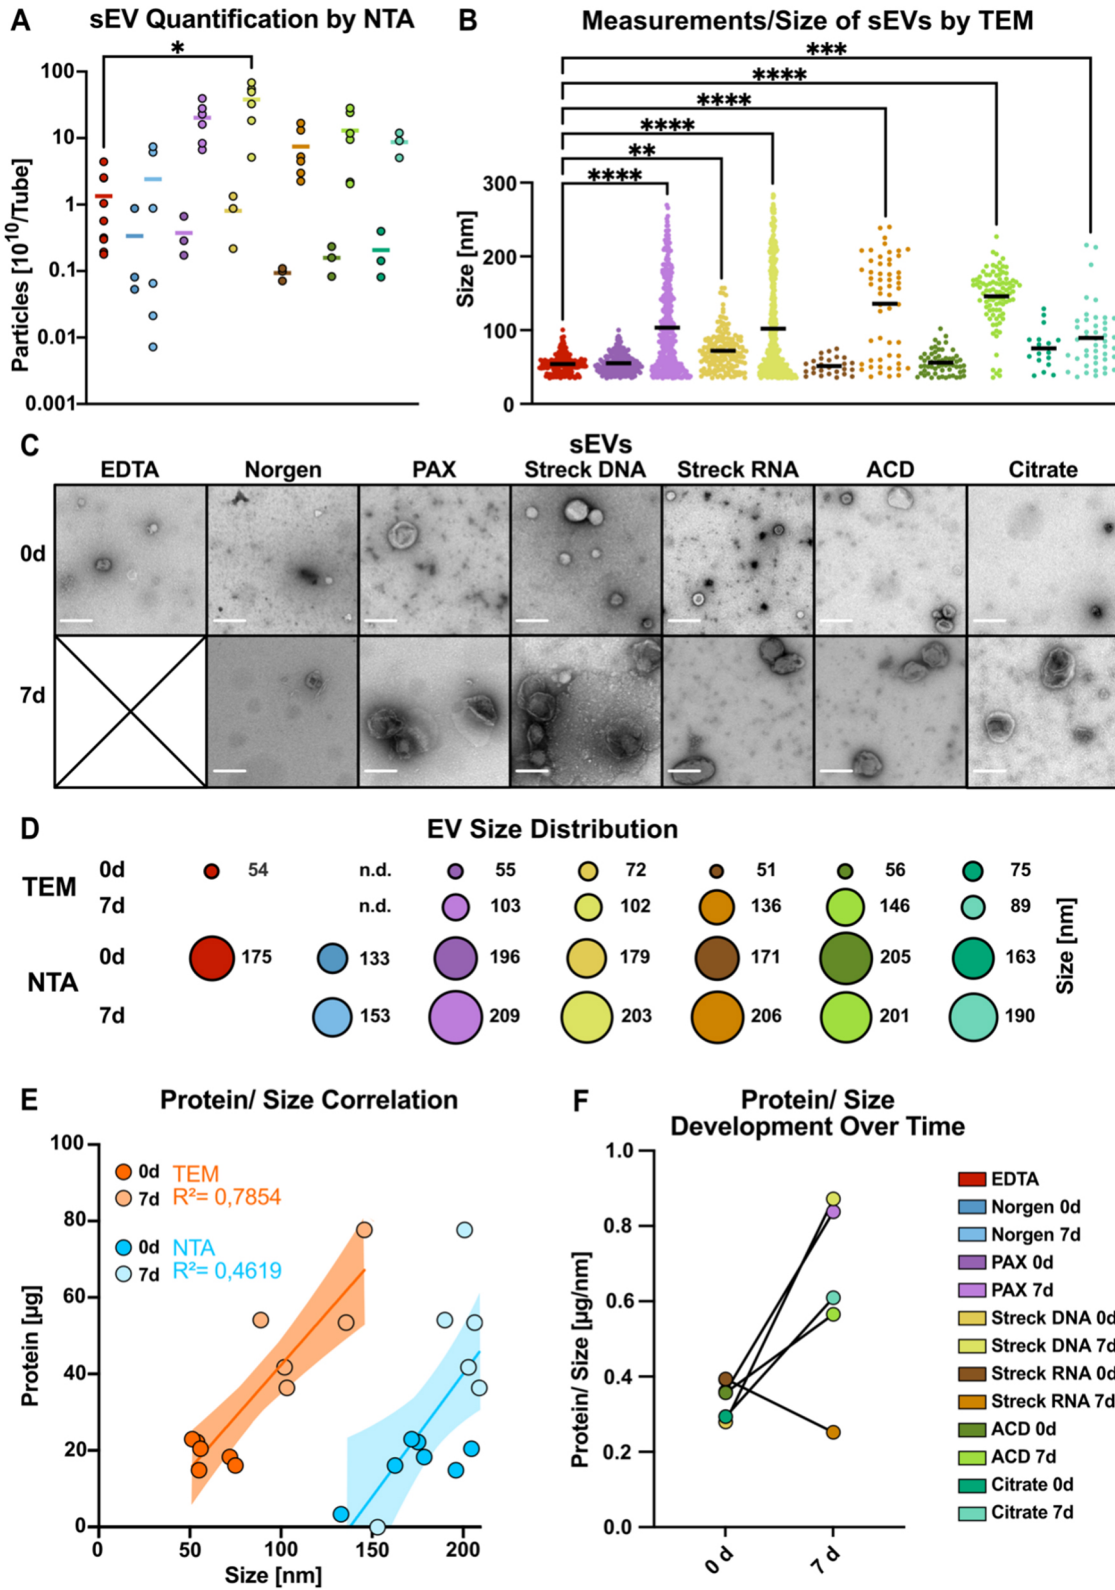 A sEV Quantification by NTA
*
Particles [10¹⁰/Tube]
100
10
1
0.1
0.01
0.001
B Measurements/Size of sEVs by TEM
***
****
****
****
**
****
Size [nm]
300
200
100
0
C sEVs
EDTA Norgen PAX Streck DNA Streck RNA ACD Citrate
0d
7d
D EV Size Distribution
TEM
0d 54 n.d. 55 72 51 56 75
7d n.d. 103 102 136 146 89
NTA
0d 175 133 196 179 171 205 163
7d 153 209 203 206 201 190
Size [nm]
E Protein/ Size Correlation
Protein [µg]
100
80
60
40
20
0
0d TEM
7d R²= 0,7854
0d NTA
7d R²= 0,4619
0 50 100 150 200
Size [nm]
F Protein/ Size
Development Over Time
Protein/ Size [µg/nm]
1.0
0.8
0.6
0.4
0.2
0.0
0 d 7 d
EDTA
Norgen 0d
Norgen 7d
PAX 0d
PAX 7d
Streck DNA 0d
Streck DNA 7d
Streck RNA 0d
Streck RNA 7d
ACD 0d
ACD 7d
Citrate 0d
Citrate 7d